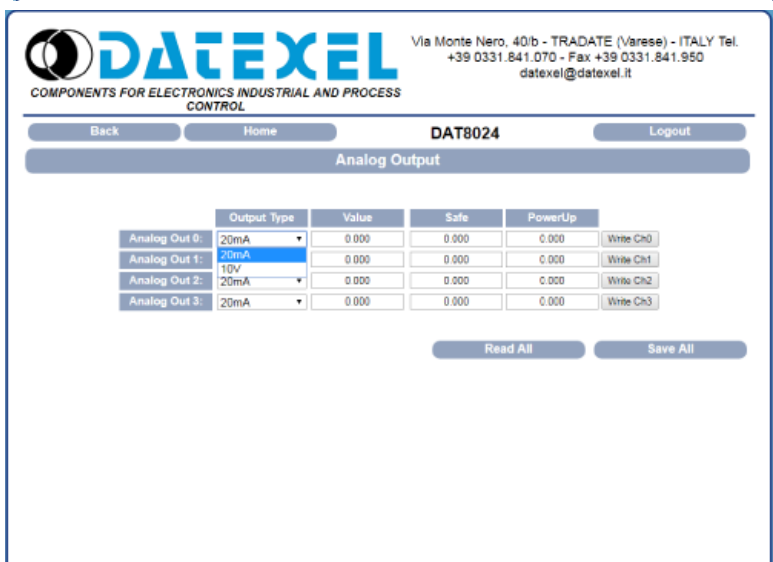 DATEXEL
COMPONENTS FOR ELECTRONICS INDUSTRIAL AND PROCESS
CONTROL
Via Monte Nero, 40/b - TRADATE (Varese) - ITALY Tel.
+39 0331.841.070 - Fax +39 0331.841.950
datexel@datexel.it
Back Home DAT8024 Logout
Analog Output
Output Type Value Safe PowerUp
Analog Out 0: 20mA 0.000 0.000 0.000 Write Ch0
20mA
Analog Out 1: 0.000 0.000 0.000 Write Ch1
10V
Analog Out 2: 20mA 0.000 0.000 0.000 Write Ch2
Analog Out 3: 20mA 0.000 0.000 0.000 Write Ch3
Read All Save All